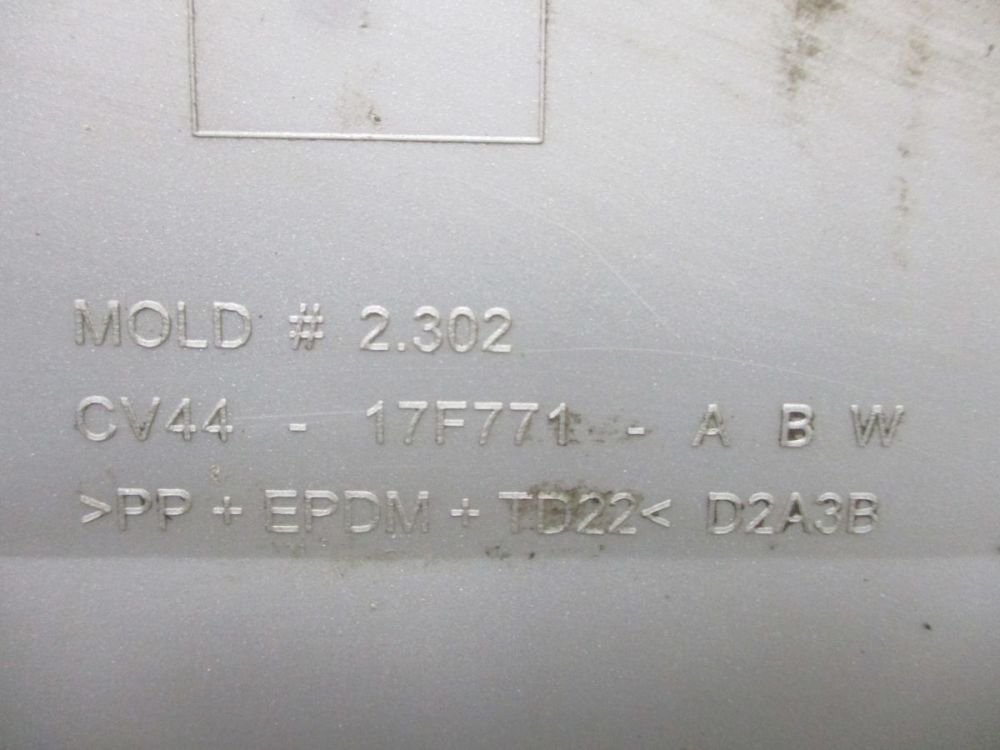 MOLD # 2.302
CV44 - 17F771 - A B W
>PP + EPDM + TD22< D2A3B